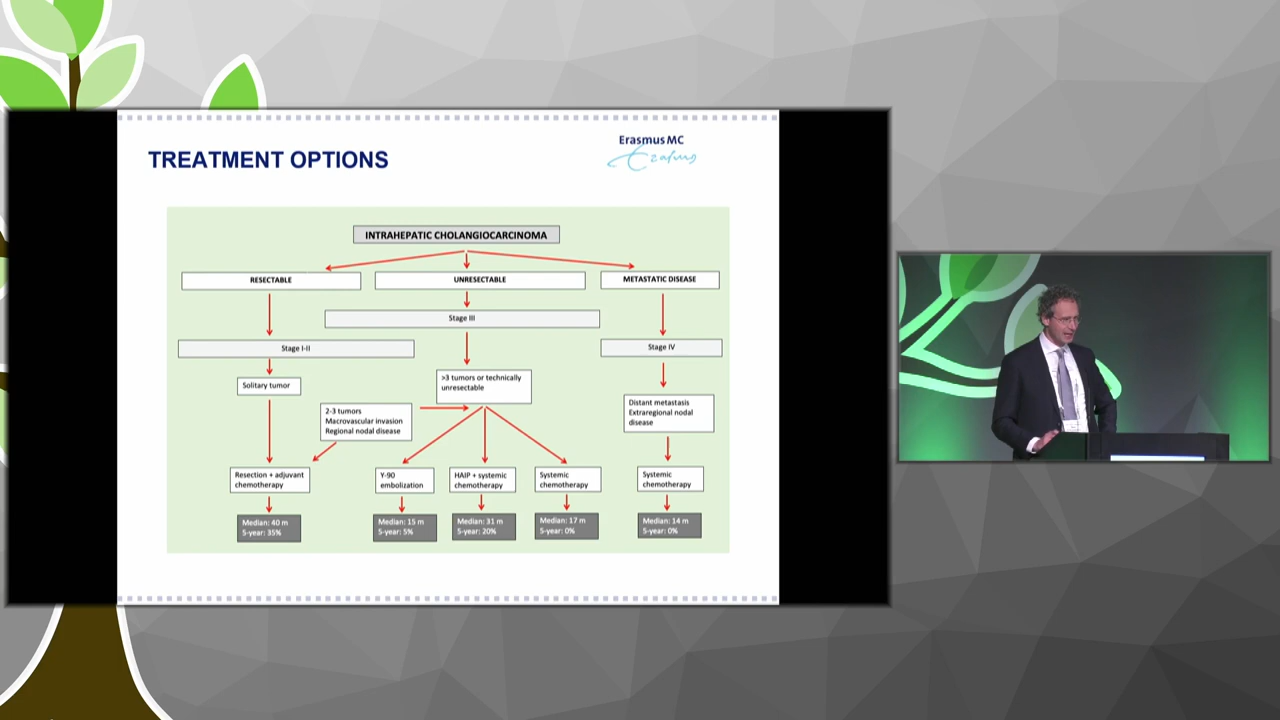 TREATMENT OPTIONS
Erasmus MC
Erasmus
INTRAHEPATIC CHOLANGIOCARCINOMA
RESECTABLE
UNRESECTABLE
METASTATIC DISEASE
Stage III
Stage I-II
Stage IV
Solitary tumor
>3 tumors or technically
unresectable
2-3 tumors
Macrovascular invasion
Regional nodal disease
Distant metastasis
Extraregional nodal
disease
Resection + adjuvant
chemotherapy
Y-90
embolization
HAIP + systemic
chemotherapy
Systemic
chemotherapy
Systemic
chemotherapy
Median: 40 m
5-year: 35%
Median: 15 m
5-year: 5%
Median: 31 m
5-year: 20%
Median: 17 m
5-year: 0%
Median: 14 m
5-year: 0%